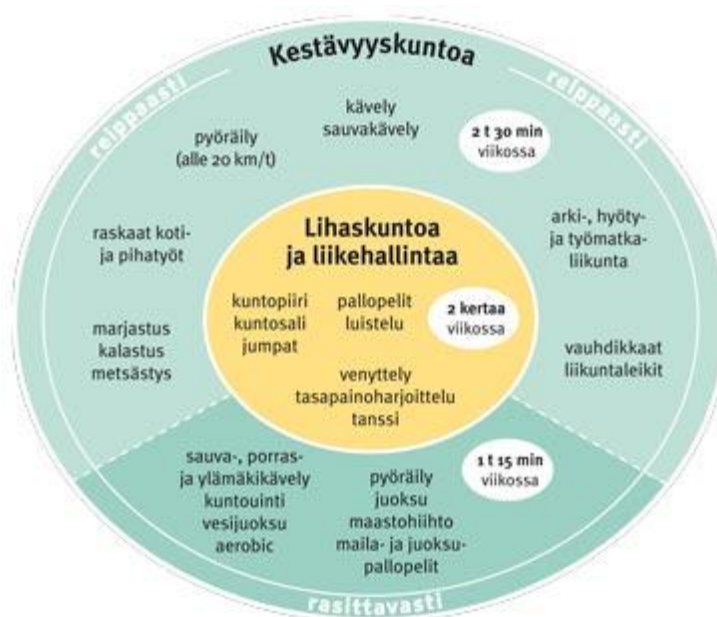 Kestävyyskuntoa
reippaasti
reippaasti
kävely
sauvakävely
2 t 30 min
viikossa
pyöräily
(alle 20 km/t)
raskaat koti-
ja pihatyöt
arki-, hyöty-
ja työmatka-
liikunta
marjastus
kalastus
metsästys
vauhdikkaat
liikuntaleikit
Lihaskuntoa
ja liikehallintaa
kuntopiiri
kuntosali
jumpat
pallopelit
luistelu
2 kertaa
viikossa
venyttely
tasapainoharjoittelu
tanssi
sauva-, porras-
ja ylämäkikävely
kuntouinti
vesijuoksu
aerobic
pyöräily
juoksu
maastohiihto
maila- ja juoksu-
pallopelit
1 t 15 min
viikossa
rasittavasti